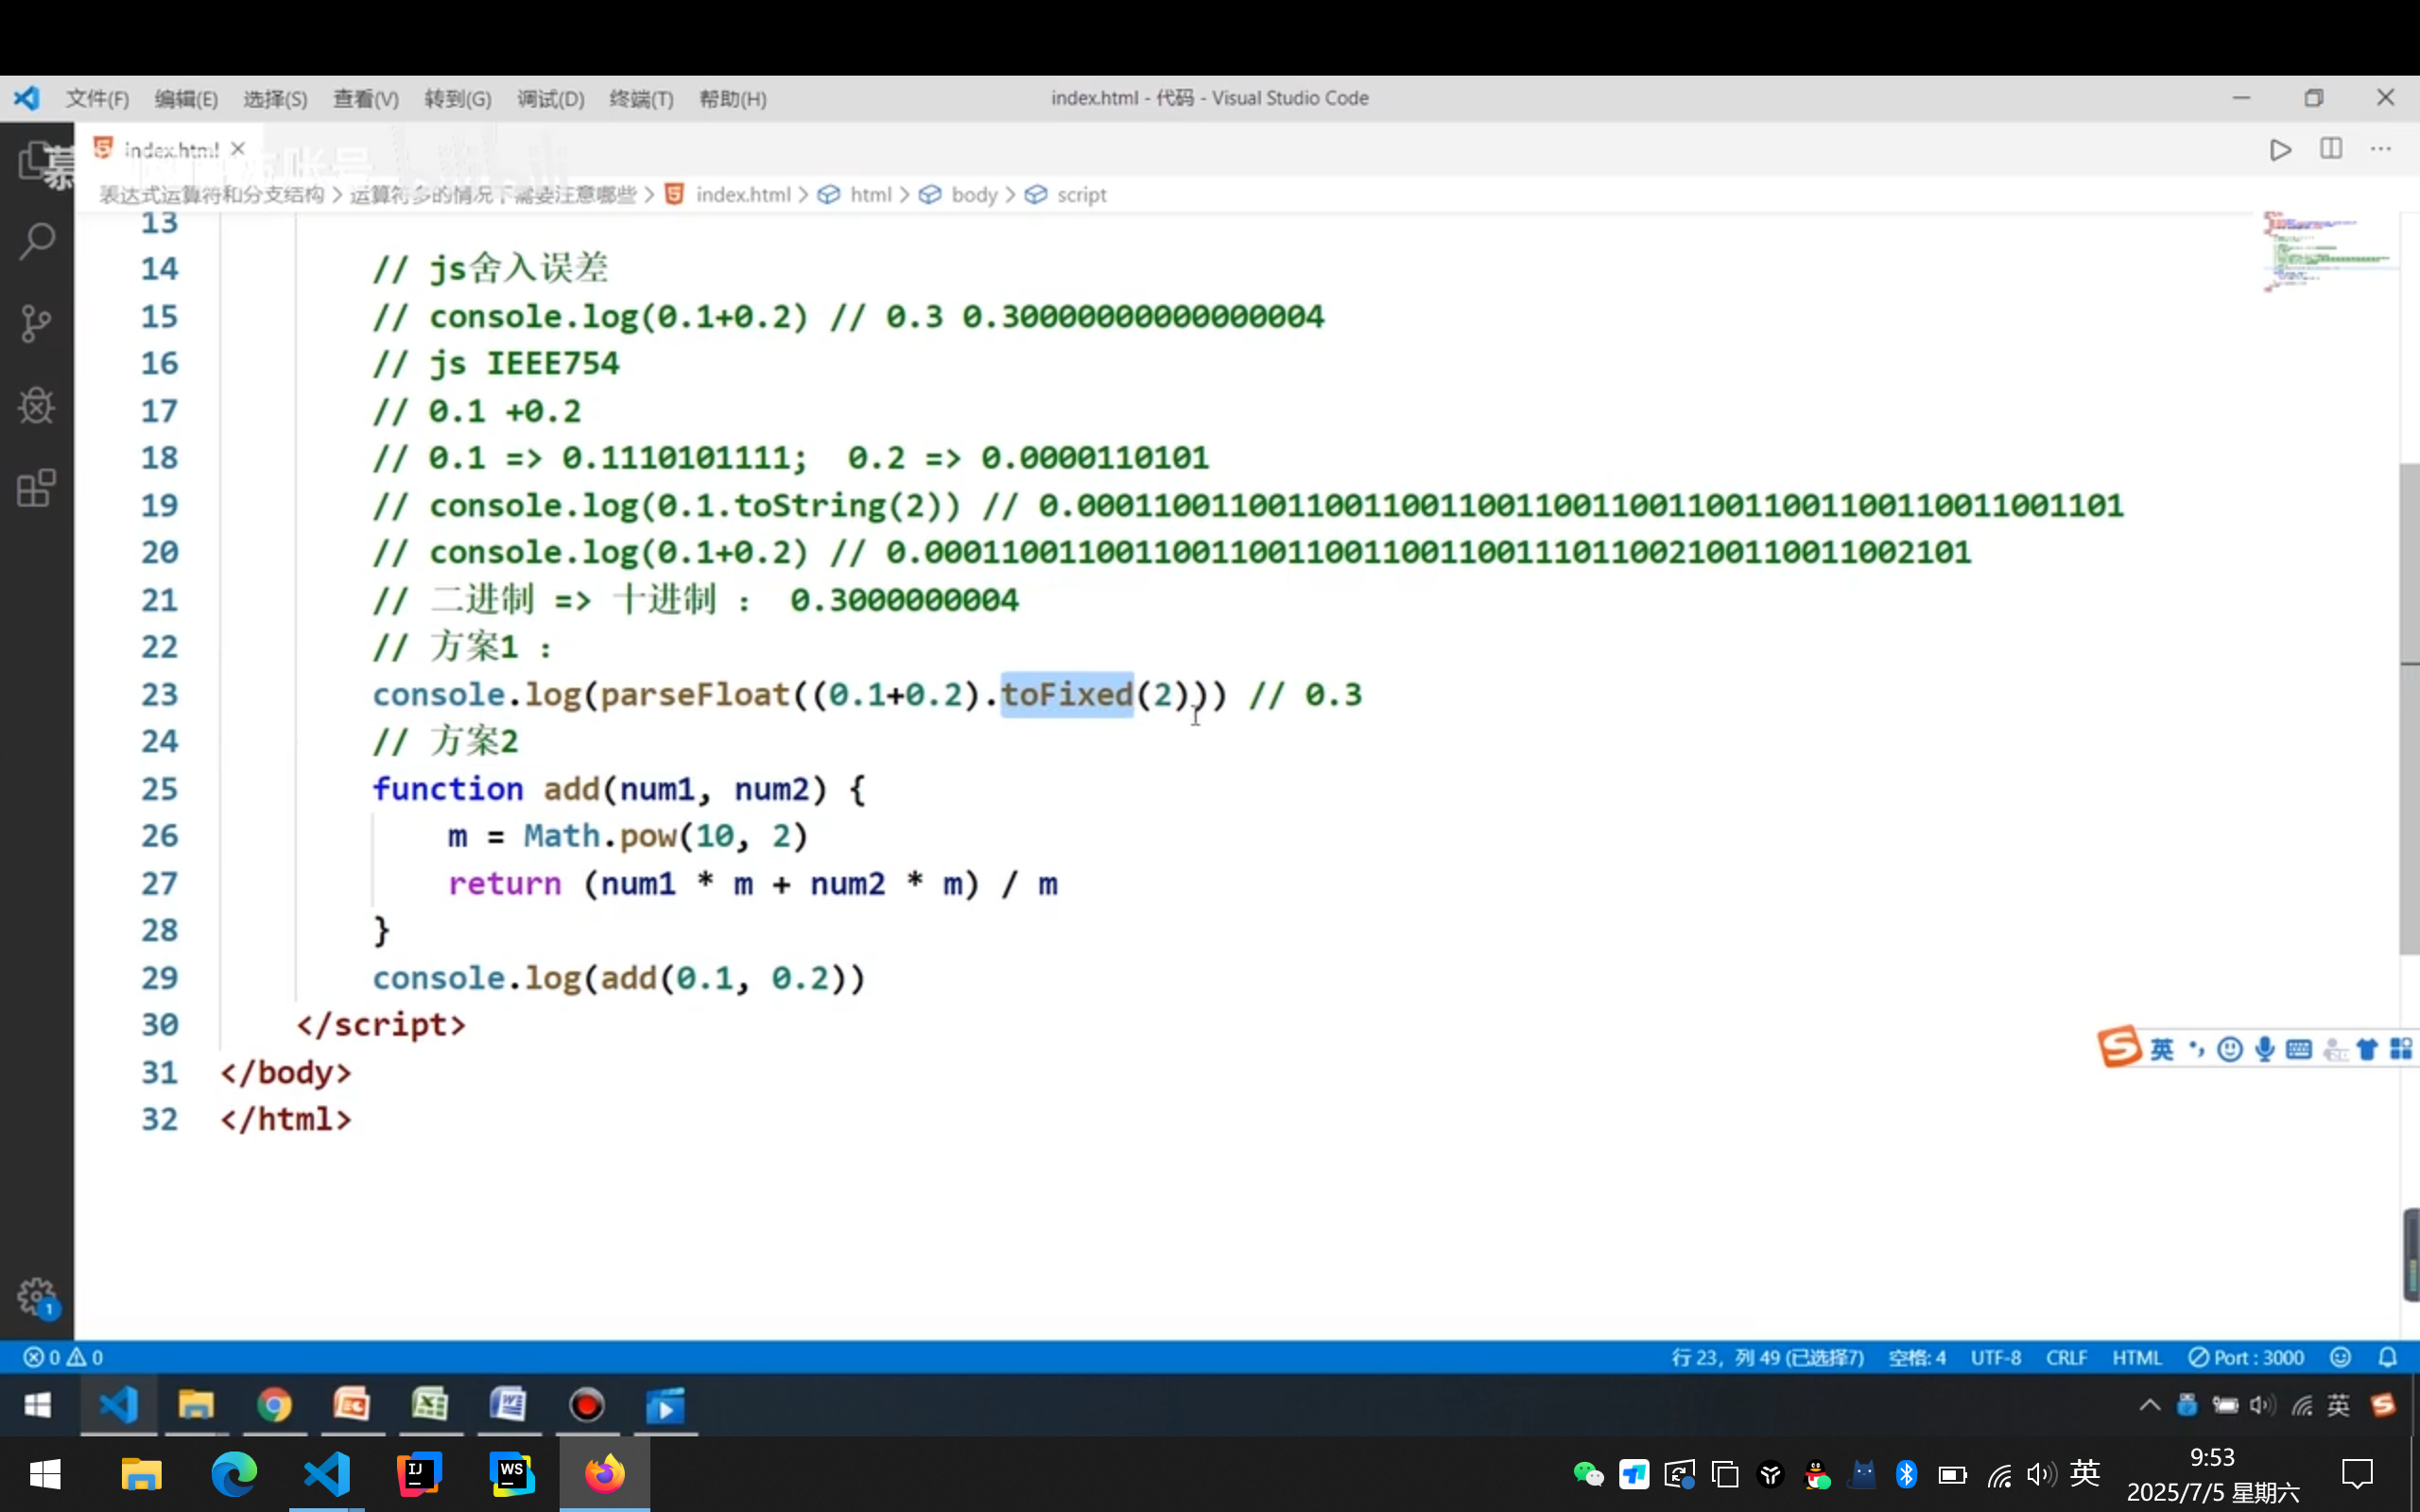 文件(F) 编辑(E) 选择(S) 查看(V) 转到(G) 调试(D) 终端(T) 帮助(H) index.html - 代码 - Visual Studio Code
index.html
表达式运算符和分支结构 > 运算符多的情况下需要注意哪些 > index.html > html > body > script
13
14 // js舍入误差
15 // console.log(0.1+0.2) // 0.3 0.30000000000000004
16 // js IEEE754
17 // 0.1 +0.2
18 // 0.1 => 0.1110101111; 0.2 => 0.0000110101
19 // console.log(0.1.toString(2)) // 0.0001100110011001100110011001100110011001100110011001101
20 // console.log(0.1+0.2) // 0.00011001100110011001100110011001110110021001100110021​01
21 // 二进制 => 十进制 : 0.3000000004
22 // 方案1 :
23 console.log(parseFloat((0.1+0.2).toFixed(2))) // 0.3
24 // 方案2
25 function add(num1, num2) {
26 m = Math.pow(10, 2)
27 return (num1 * m + num2 * m) / m
28 }
29 console.log(add(0.1, 0.2))
30 </script>
31 </body>
32 </html>
英
1
0 0 行 23, 列 49 (已选择7) 空格: 4 UTF-8 CRLF HTML Port : 3000
英
IJ WS 英 9:53
2025/7/5 星期六